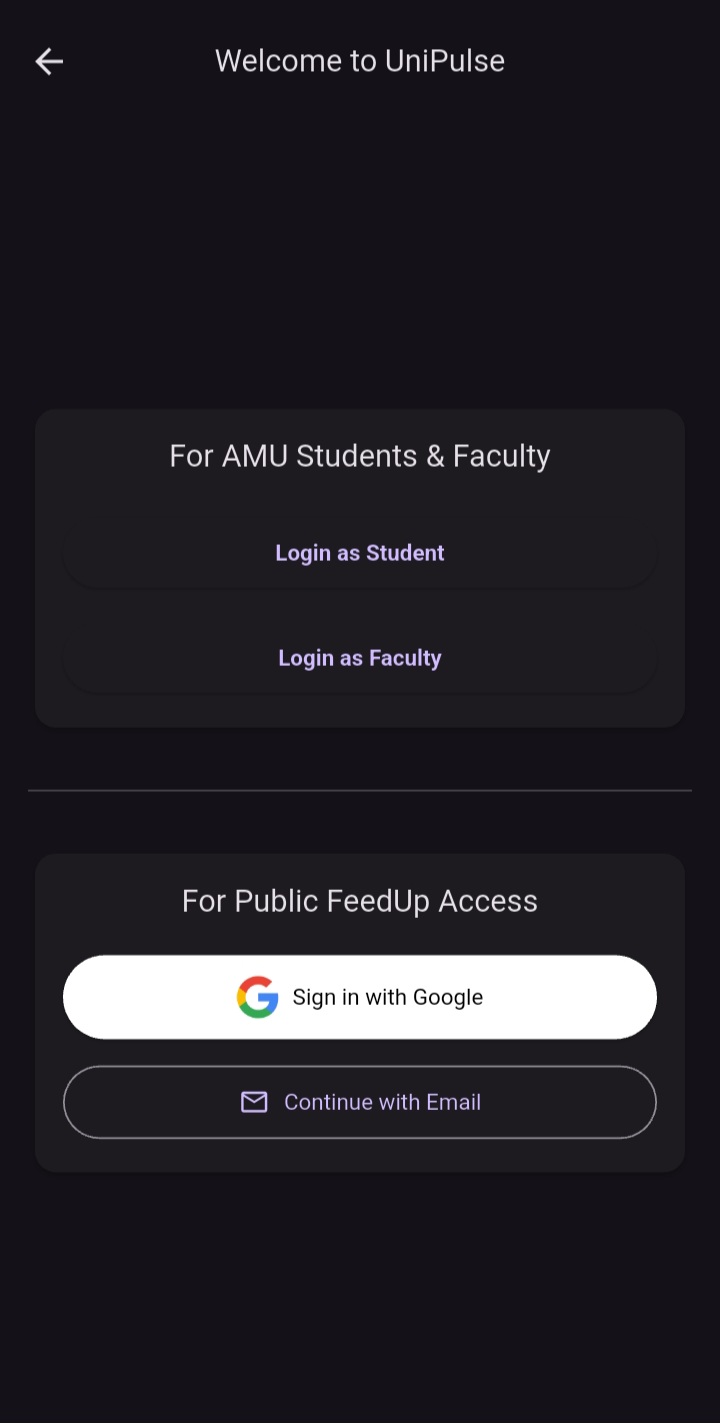 Welcome to UniPulse
For AMU Students & Faculty
Login as Student
Login as Faculty
For Public FeedUp Access
Sign in with Google
Continue with Email